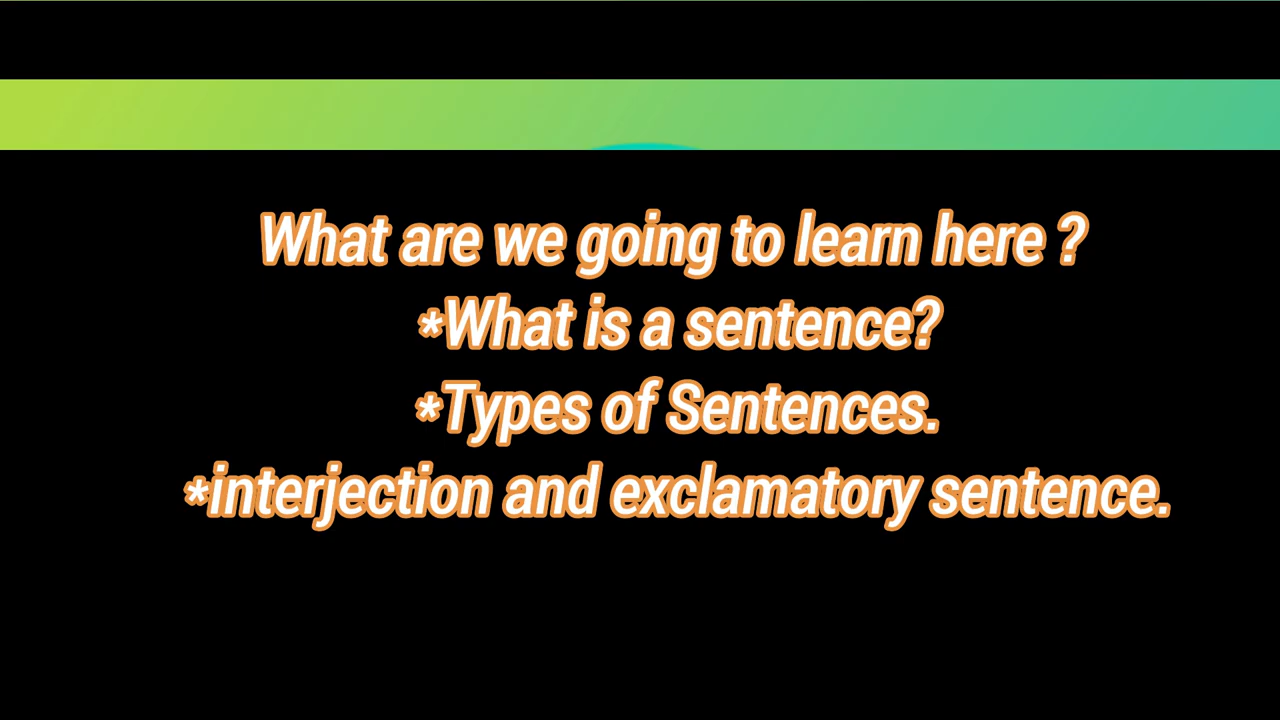 What are we going to learn here ?
*What is a sentence?
*Types of Sentences.
*interjection and exclamatory sentence.